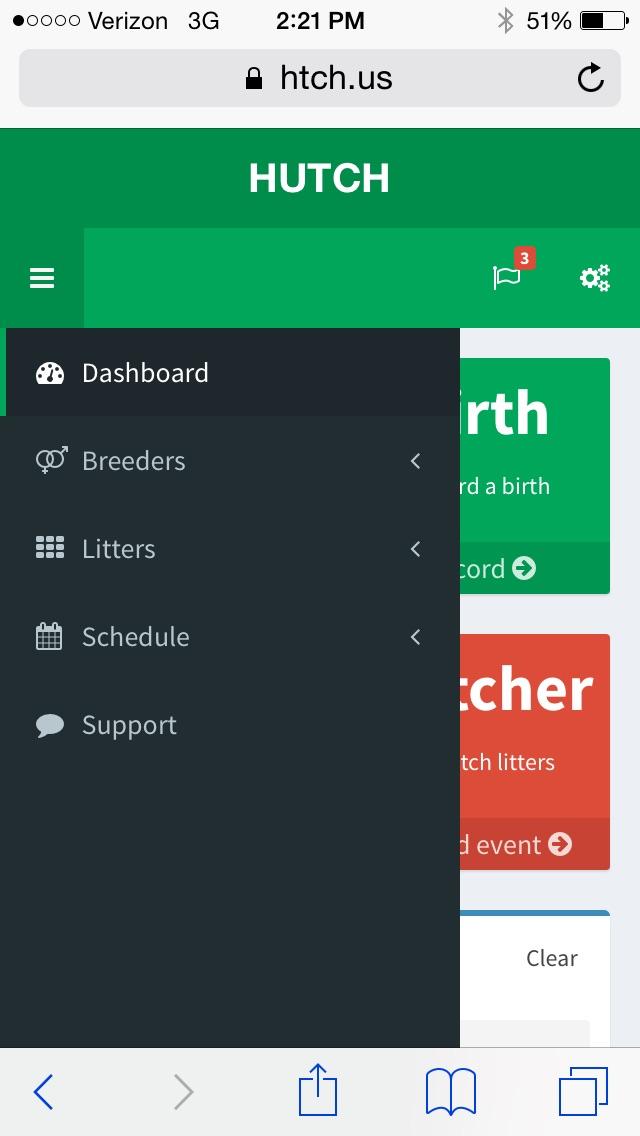 Verizon 3G 2:21 PM 51%
htch.us
HUTCH
3
Dashboard
Breeders
Litters
Schedule
Support
irth
rd a birth
cord
tcher
tch litters
d event
Clear